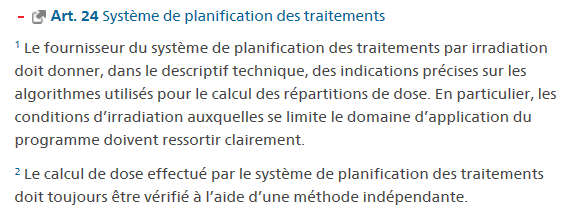 – Art. 24 Système de planification des traitements
1 Le fournisseur du système de planification des traitements par irradiation
doit donner, dans le descriptif technique, des indications précises sur les
algorithmes utilisés pour le calcul des répartitions de dose. En particulier, les
conditions d’irradiation auxquelles se limite le domaine d’application du
programme doivent ressortir clairement.
2 Le calcul de dose effectué par le système de planification des traitements
doit toujours être vérifié à l’aide d’une méthode indépendante.